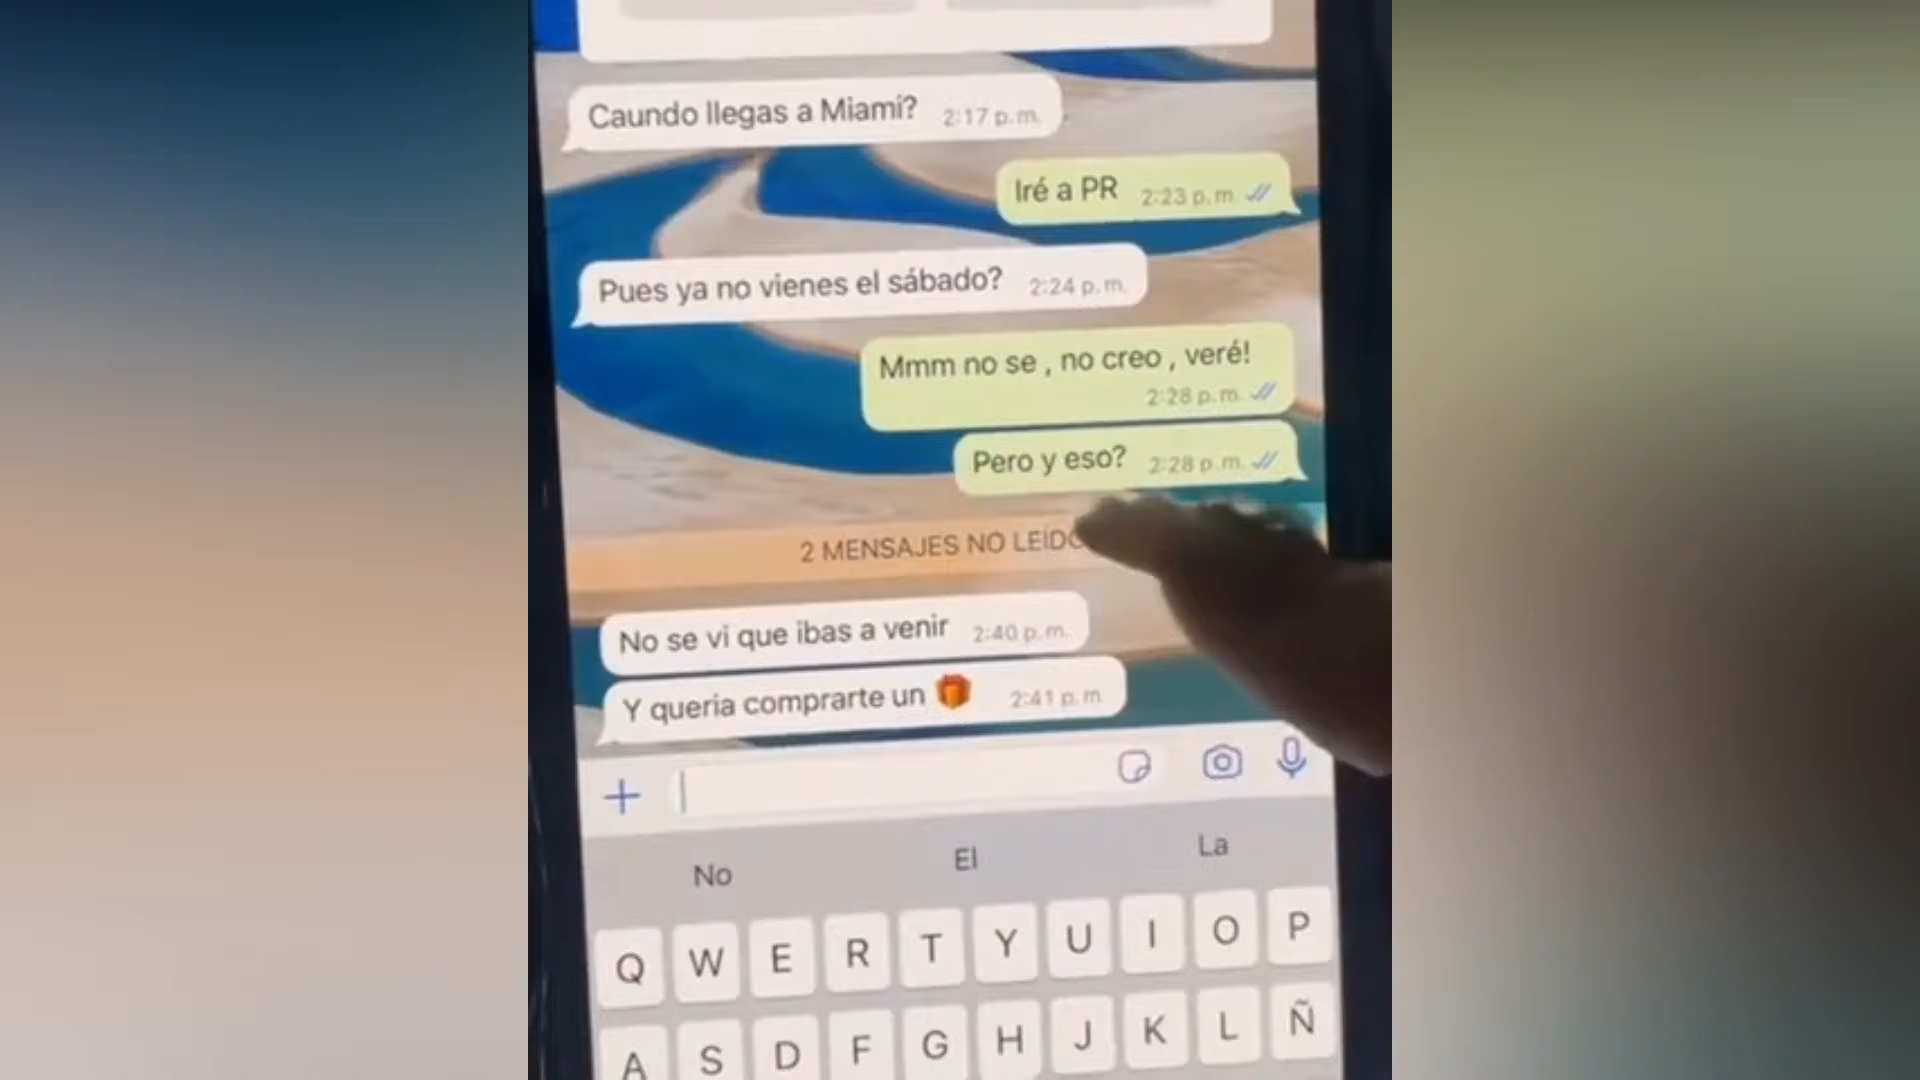 Caundo llegas a Miami? 2:17 p.m.
Iré a PR 2:23 p.m.
Pues ya no vienes el sábado? 2:24 p.m.
Mmm no se , no creo , veré!
2:28 p.m.
Pero y eso? 2:28 p.m.
2 MENSAJES NO
No se vi que ibas a venir 2:40 p.m.
Y queria comprarte un 🎁 2:41 p.m
No El La
Q W E R T Y U I O P
A S D F G H J K L Ñ